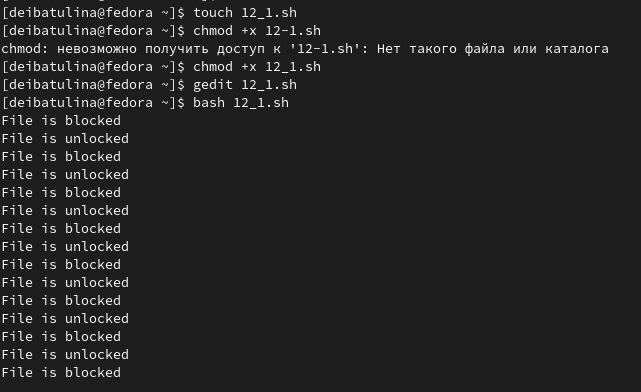 [deibatulina@fedora ~]$ touch 12_1.sh
[deibatulina@fedora ~]$ chmod +x 12-1.sh
chmod: невозможно получить доступ к '12-1.sh': Нет такого файла или каталога
[deibatulina@fedora ~]$ chmod +x 12_1.sh
[deibatulina@fedora ~]$ gedit 12_1.sh
[deibatulina@fedora ~]$ bash 12_1.sh
File is blocked
File is unlocked
File is blocked
File is unlocked
File is blocked
File is unlocked
File is blocked
File is unlocked
File is blocked
File is unlocked
File is blocked
File is unlocked
File is blocked
File is unlocked
File is blocked